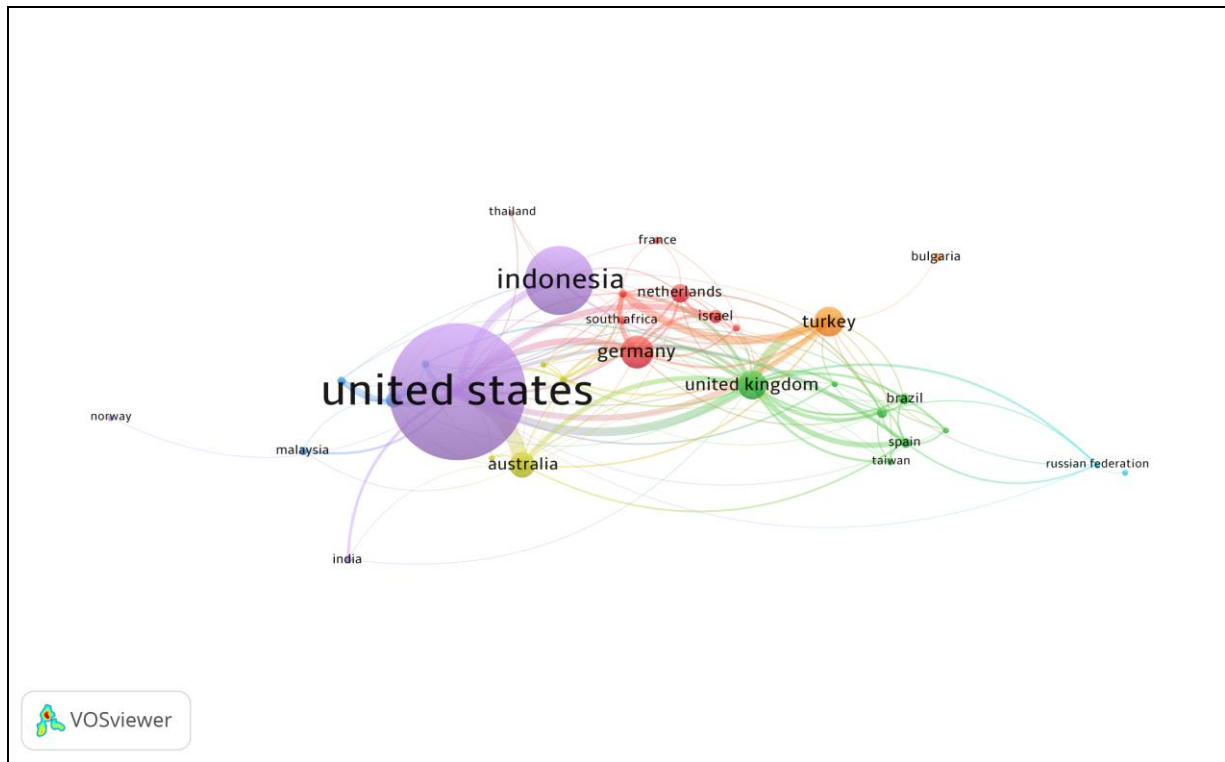 thailand
france
bulgaria
indonesia
netherlands
south africa
israel
turkey
germany
united states
united kingdom
brazil
norway
malaysia
australia
spain
taiwan
russian federation
india
VOSviewer